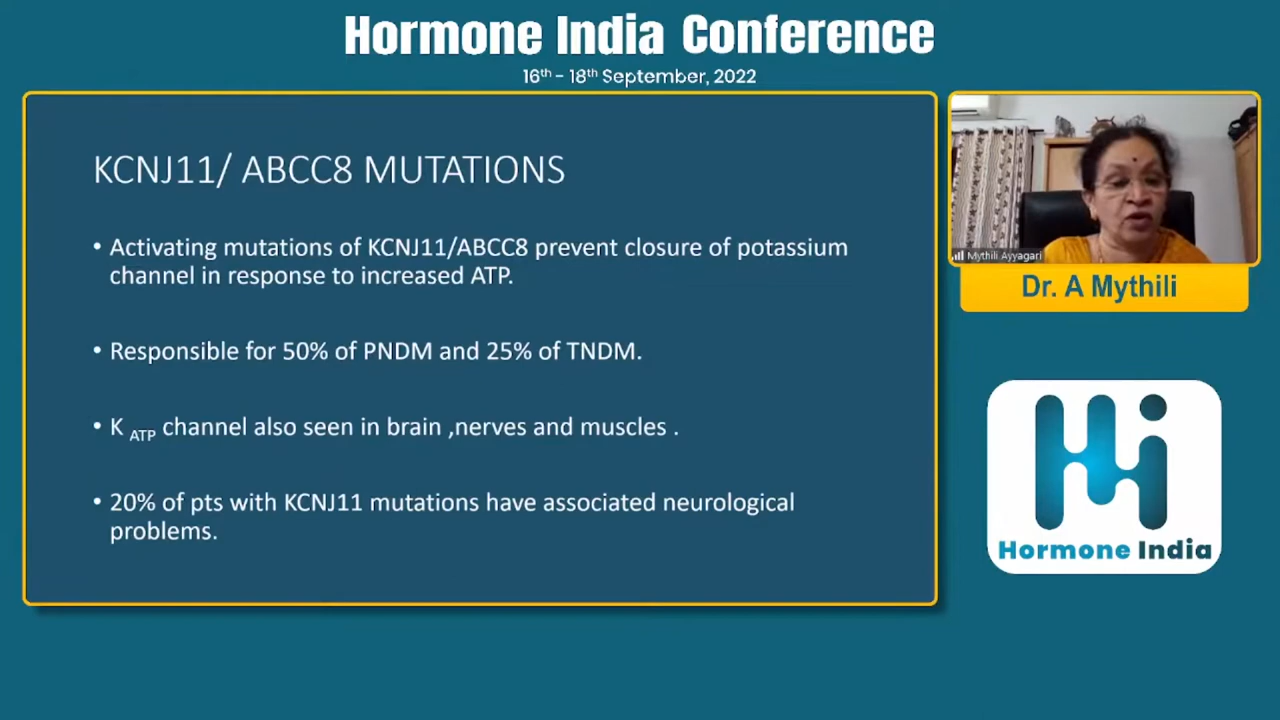 Hormone India Conference
16th - 18th September, 2022
KCNJ11/ ABCC8 MUTATIONS
• Activating mutations of KCNJ11/ABCC8 prevent closure of potassium
channel in response to increased ATP.
• Responsible for 50% of PNDM and 25% of TNDM.
• K ATP channel also seen in brain ,nerves and muscles .
• 20% of pts with KCNJ11 mutations have associated neurological
problems.
Mythili Ayyagari
Dr. A Mythili
Hormone India